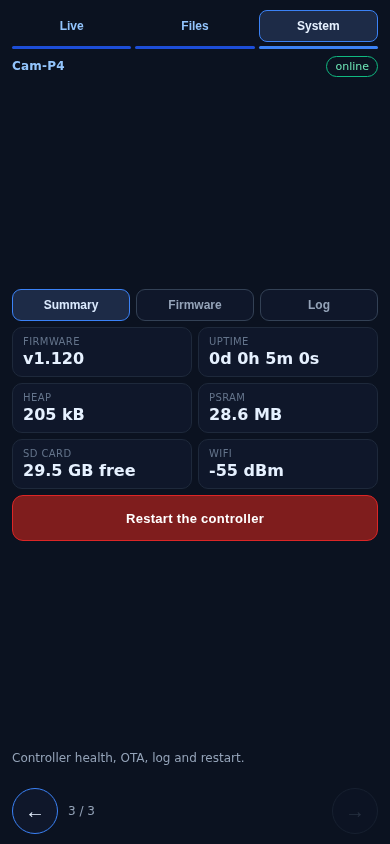 Live Files System
Cam-P4 online
Summary Firmware Log
FIRMWARE UPTIME
v1.120 0d 0h 5m 0s
HEAP PSRAM
205 kB 28.6 MB
SD CARD WIFI
29.5 GB free -55 dBm
Restart the controller
Controller health, OTA, log and restart.
← 3 / 3 →